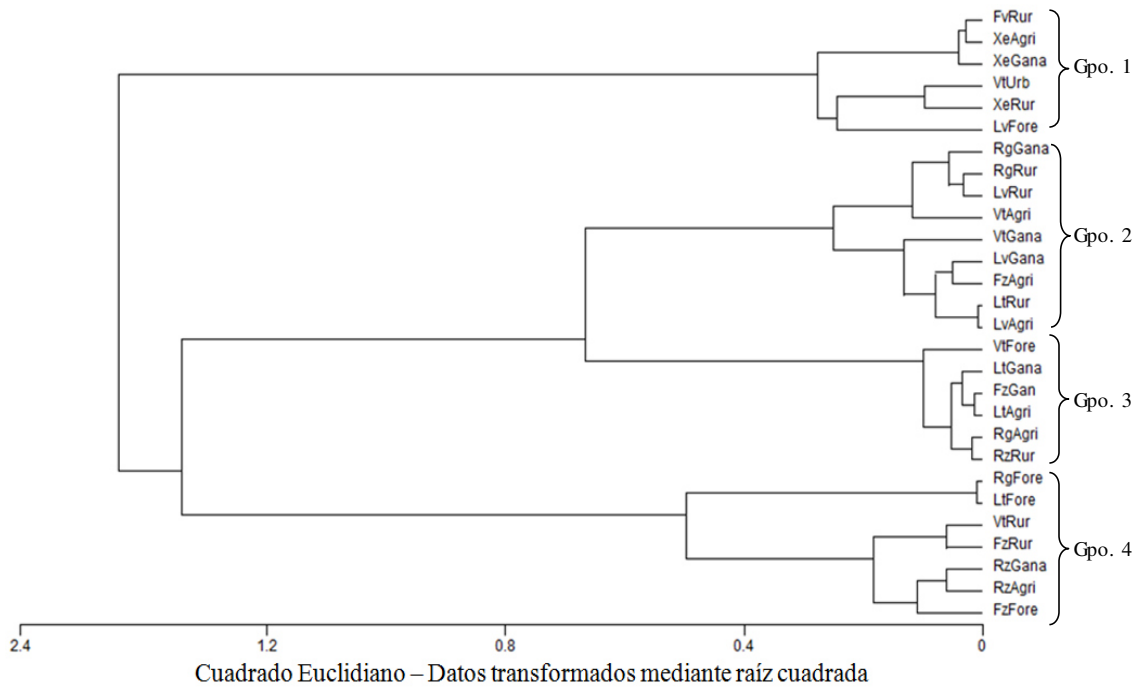 FvRur
XeAgri
XeGana
VtUrb
XeRur
LvFore
Gpo. 1
RgGana
RgRur
LvRur
VtAgri
VtGana
LvGana
FzAgri
LtRur
LvAgri
Gpo. 2
VtFore
LtGana
FzGan
LtAgri
RgAgri
RzRur
Gpo. 3
RgFore
LtFore
VtRur
FzRur
RzGana
RzAgri
FzFore
Gpo. 4
2.4 1.2 0.8 0.4 0
Cuadrado Euclidiano – Datos transformados mediante raíz cuadrada